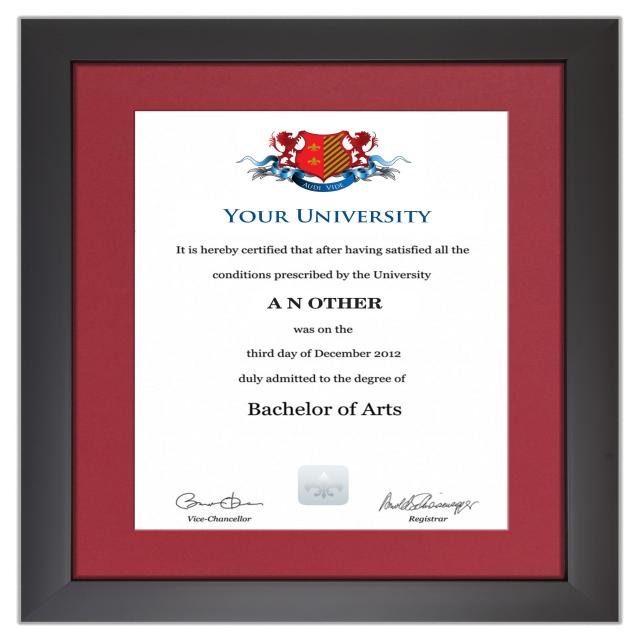 AUDI VIDE
YOUR UNIVERSITY
It is hereby certified that after having satisfied all the
conditions prescribed by the University
A N OTHER
was on the
third day of December 2012
duly admitted to the degree of
Bachelor of Arts
Vice-Chancellor
Registrar